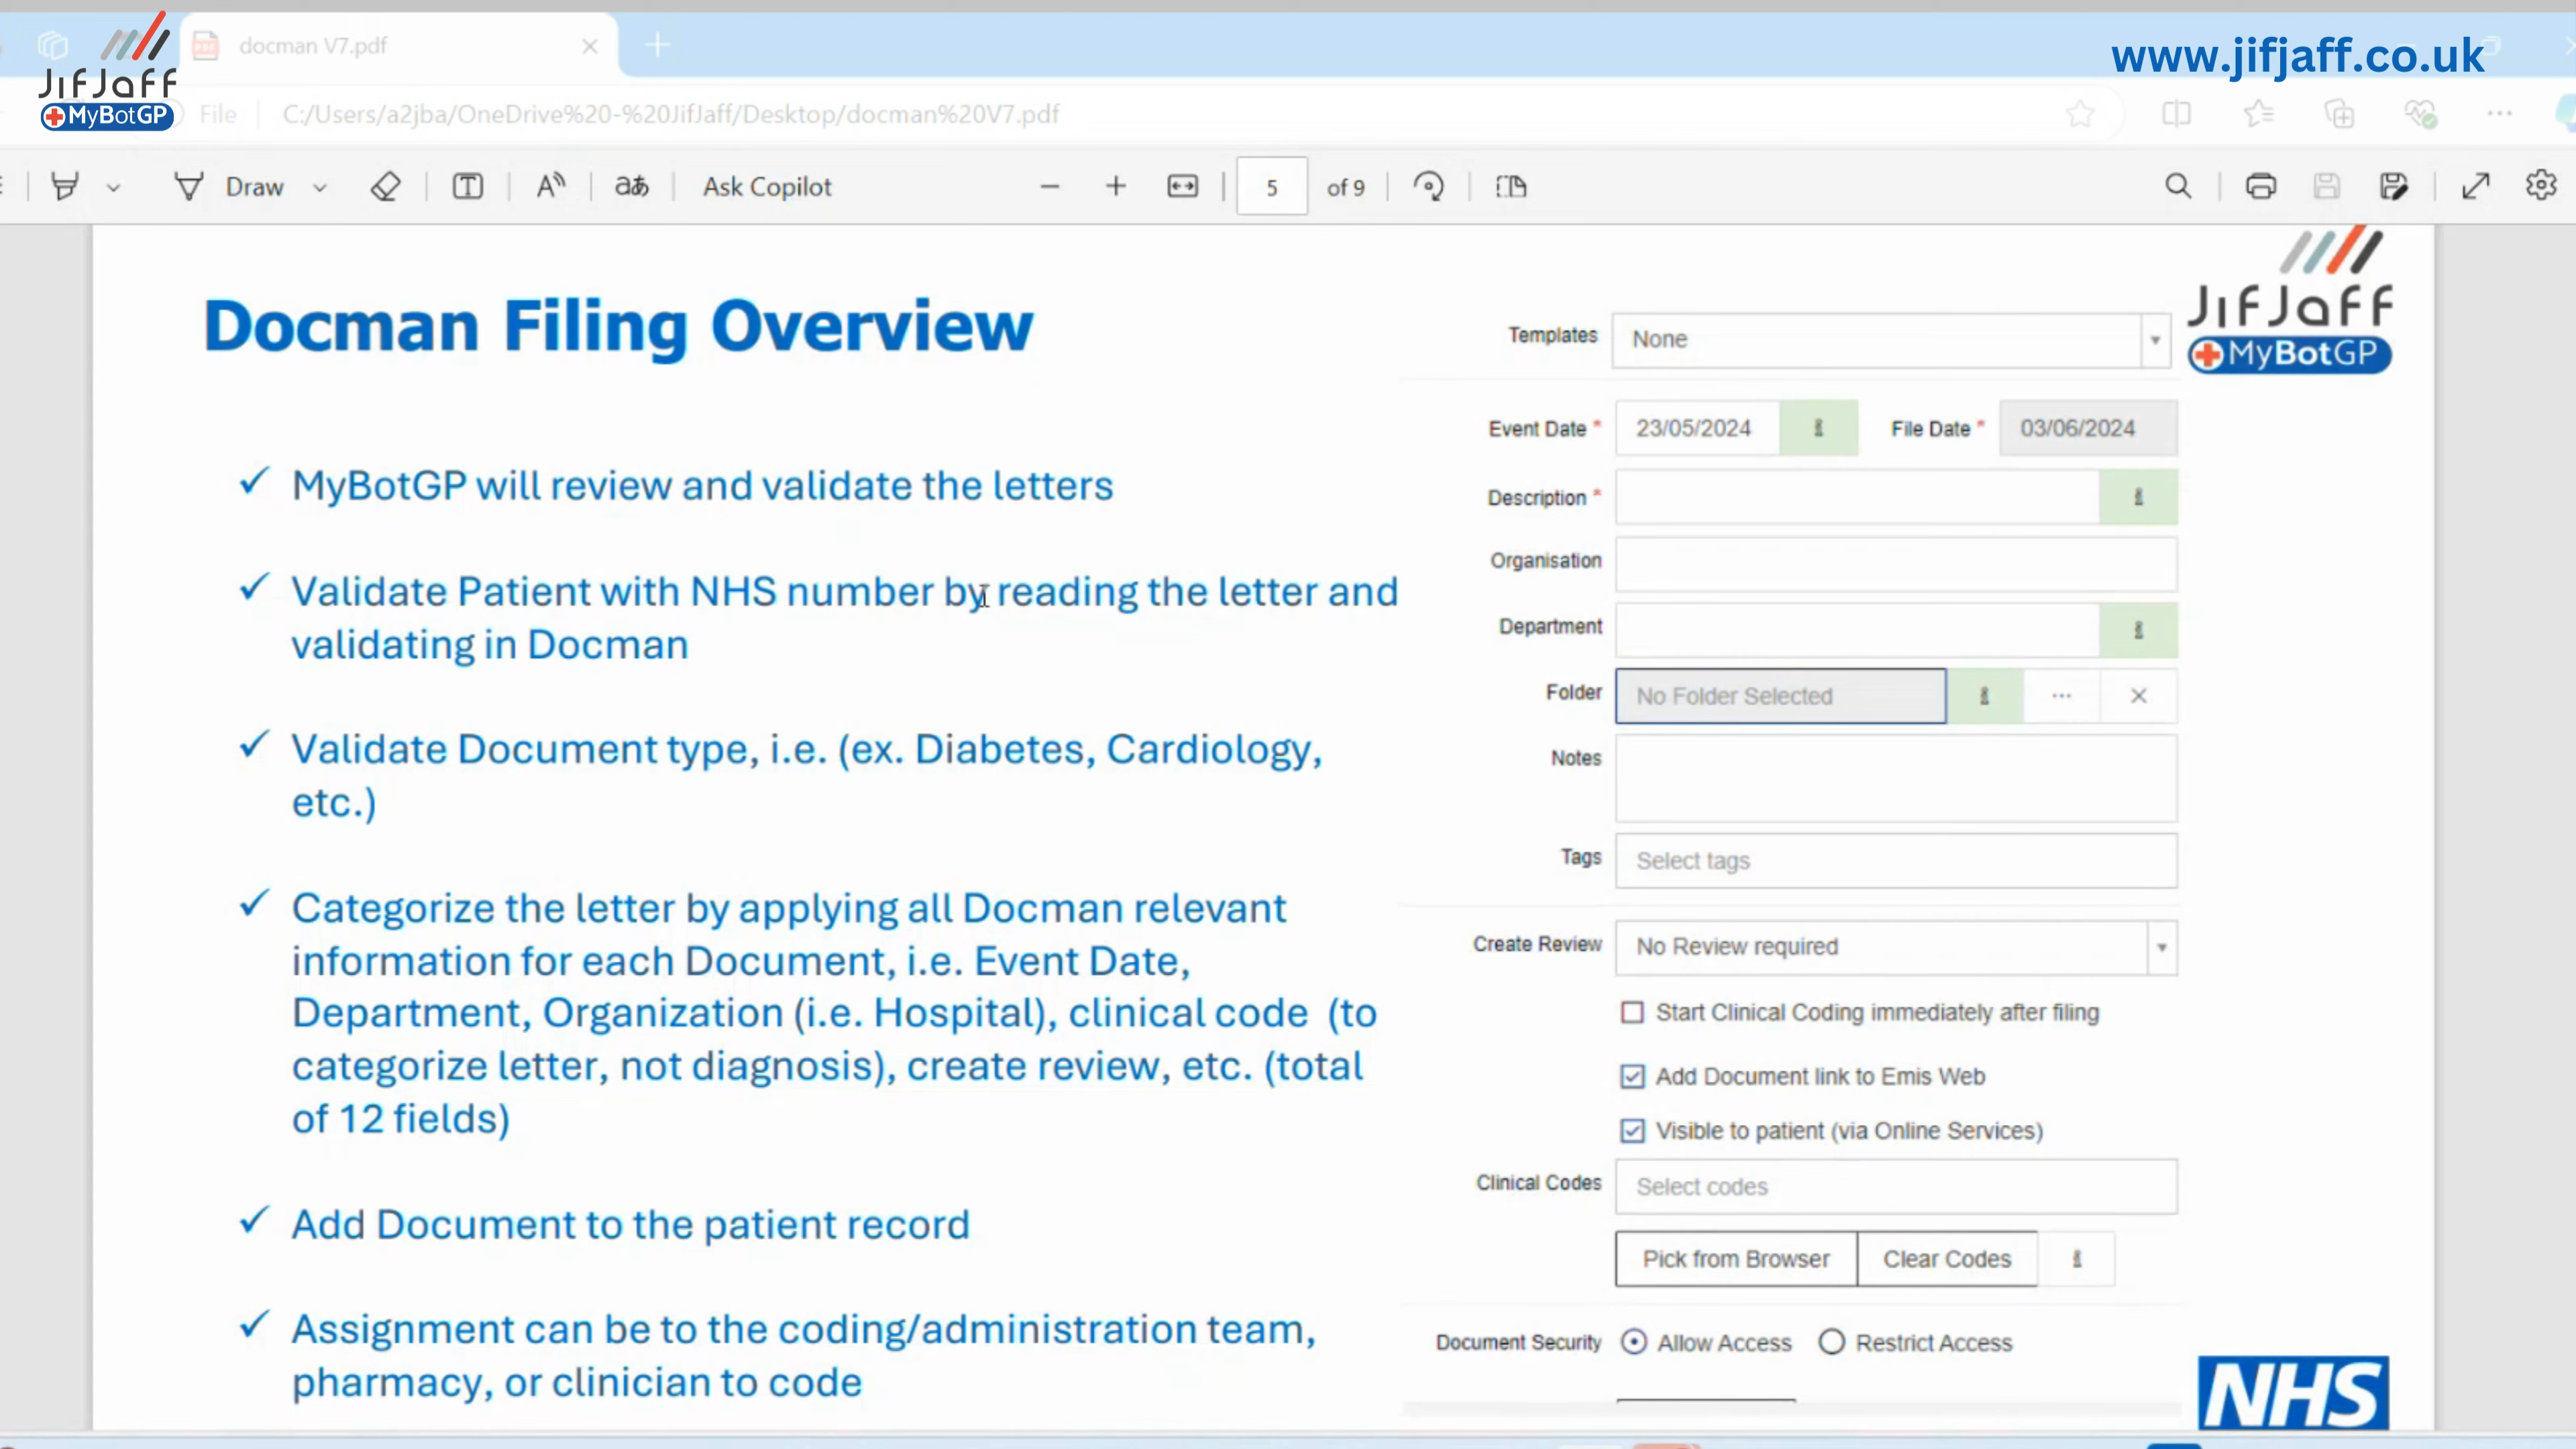 docman V7.pdf
www.jifjaff.co.uk
JifJaff
MyBotGP
File
C:/Users/a2jba/OneDrive%20-%20JifJaff/Desktop/docman%20V7.pdf
Draw
aあ
Ask Copilot
5 of 9
Docman Filing Overview
MyBotGP will review and validate the letters
Validate Patient with NHS number by reading the letter and
validating in Docman
Validate Document type, i.e. (ex. Diabetes, Cardiology,
etc.)
Categorize the letter by applying all Docman relevant
information for each Document, i.e. Event Date,
Department, Organization (i.e. Hospital), clinical code (to
categorize letter, not diagnosis), create review, etc. (total
of 12 fields)
Add Document to the patient record
Assignment can be to the coding/administration team,
pharmacy, or clinician to code
JifJaff
MyBotGP
Templates None
Event Date * 23/05/2024 File Date * 03/06/2024
Description *
Organisation
Department
Folder No Folder Selected
Notes
Tags Select tags
Create Review No Review required
Start Clinical Coding immediately after filing
Add Document link to Emis Web
Visible to patient (via Online Services)
Clinical Codes Select codes
Pick from Browser Clear Codes
Document Security Allow Access Restrict Access
NHS